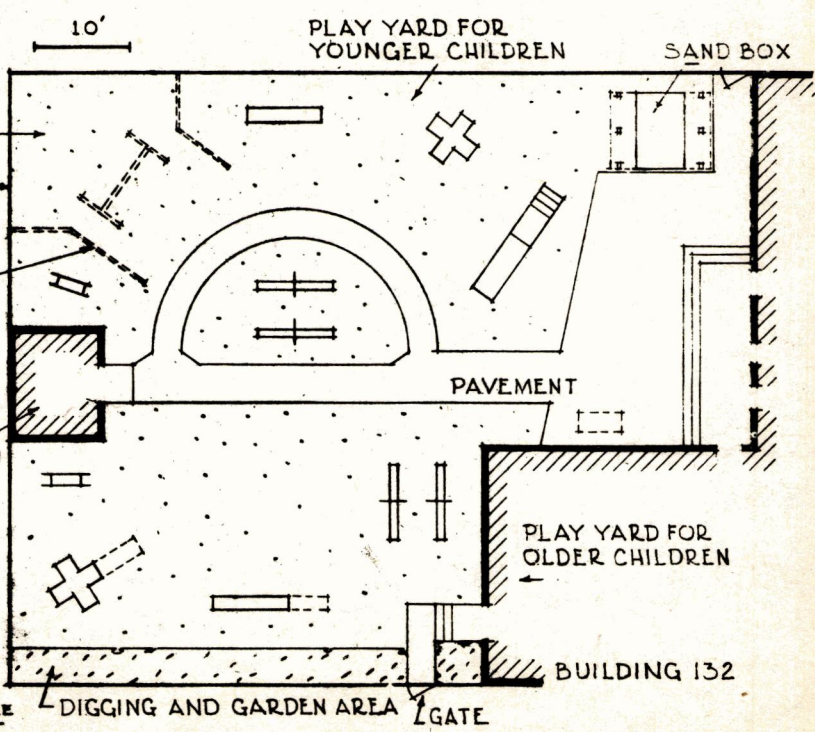 10'
PLAY YARD FOR
YOUNGER CHILDREN
SAND BOX
PAVEMENT
PLAY YARD FOR
OLDER CHILDREN
BUILDING 132
DIGGING AND GARDEN AREA
GATE